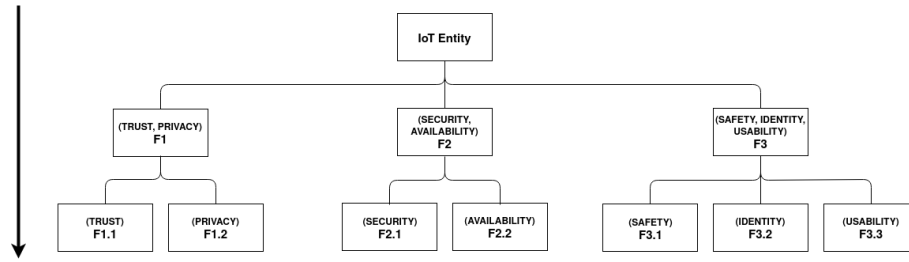 IoT Entity
(TRUST, PRIVACY)
F1
(SECURITY,
AVAILABILITY)
F2
(SAFETY, IDENTITY,
USABILITY)
F3
(TRUST)
F1.1
(PRIVACY)
F1.2
(SECURITY)
F2.1
(AVAILABILITY)
F2.2
(SAFETY)
F3.1
(IDENTITY)
F3.2
(USABILITY)
F3.3